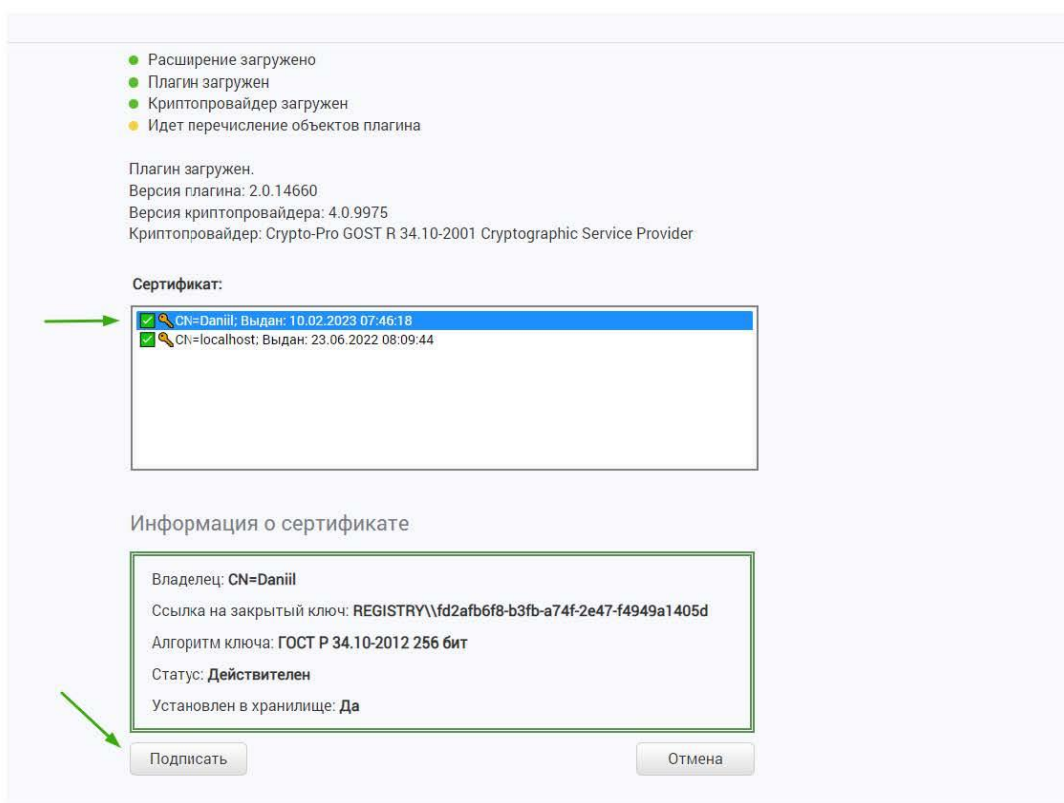 Расширение загружено
Плагин загружен
Криптопровайдер загружен
Идет перечисление объектов плагина
Плагин загружен.
Версия плагина: 2.0.14660
Версия криптопровайдера: 4.0.9975
Криптопровайдер: Crypto-Pro GOST R 34.10-2001 Cryptographic Service Provider
Сертификат:
CN=Daniil; Выдан: 10.02.2023 07:46:18
CN=localhost; Выдан: 23.06.2022 08:09:44
Информация о сертификате
Владелец: CN=Daniil
Ссылка на закрытый ключ: REGISTRY\\fd2afb6f8-b3fb-a74f-2e47-f4949a1405d
Алгоритм ключа: ГОСТ Р 34.10-2012 256 бит
Статус: Действителен
Установлен в хранилище: Да
Подписать Отмена